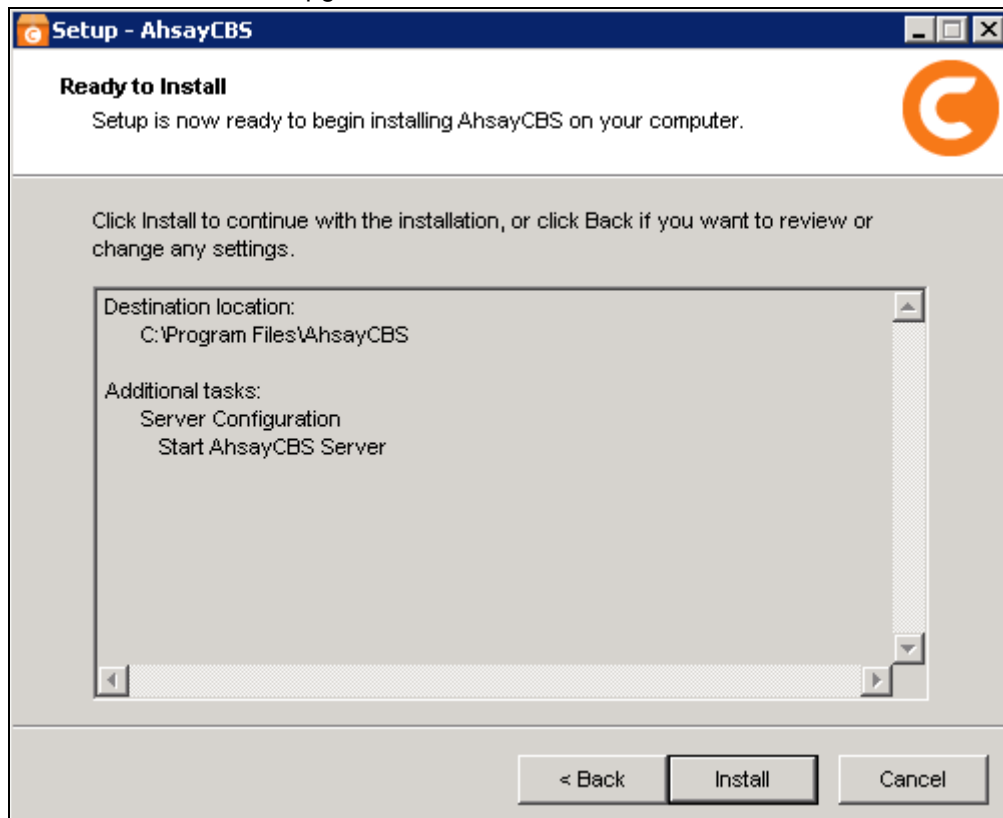 Setup - AhsayCBS
Ready to Install
Setup is now ready to begin installing AhsayCBS on your computer.
Click Install to continue with the installation, or click Back if you want to review or
change any settings.
Destination location:
C:\Program Files\AhsayCBS
Additional tasks:
Server Configuration
Start AhsayCBS Server
< Back
Install
Cancel